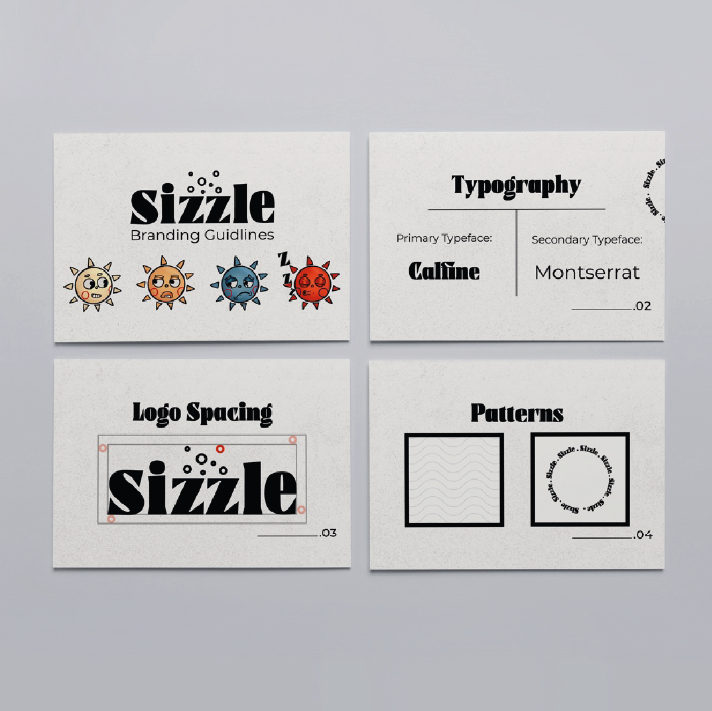 sizzle
Branding Guidlines
Z
Z
Typography
Primary Typeface:
Calfine
Secondary Typeface:
Montserrat
.02
Logo Spacing
sizzle
.03
Patterns
Sizzle . Sizzle . Sizzle . Sizzle . Sizzle . Sizzle . Sizzle . Sizzle .
.04